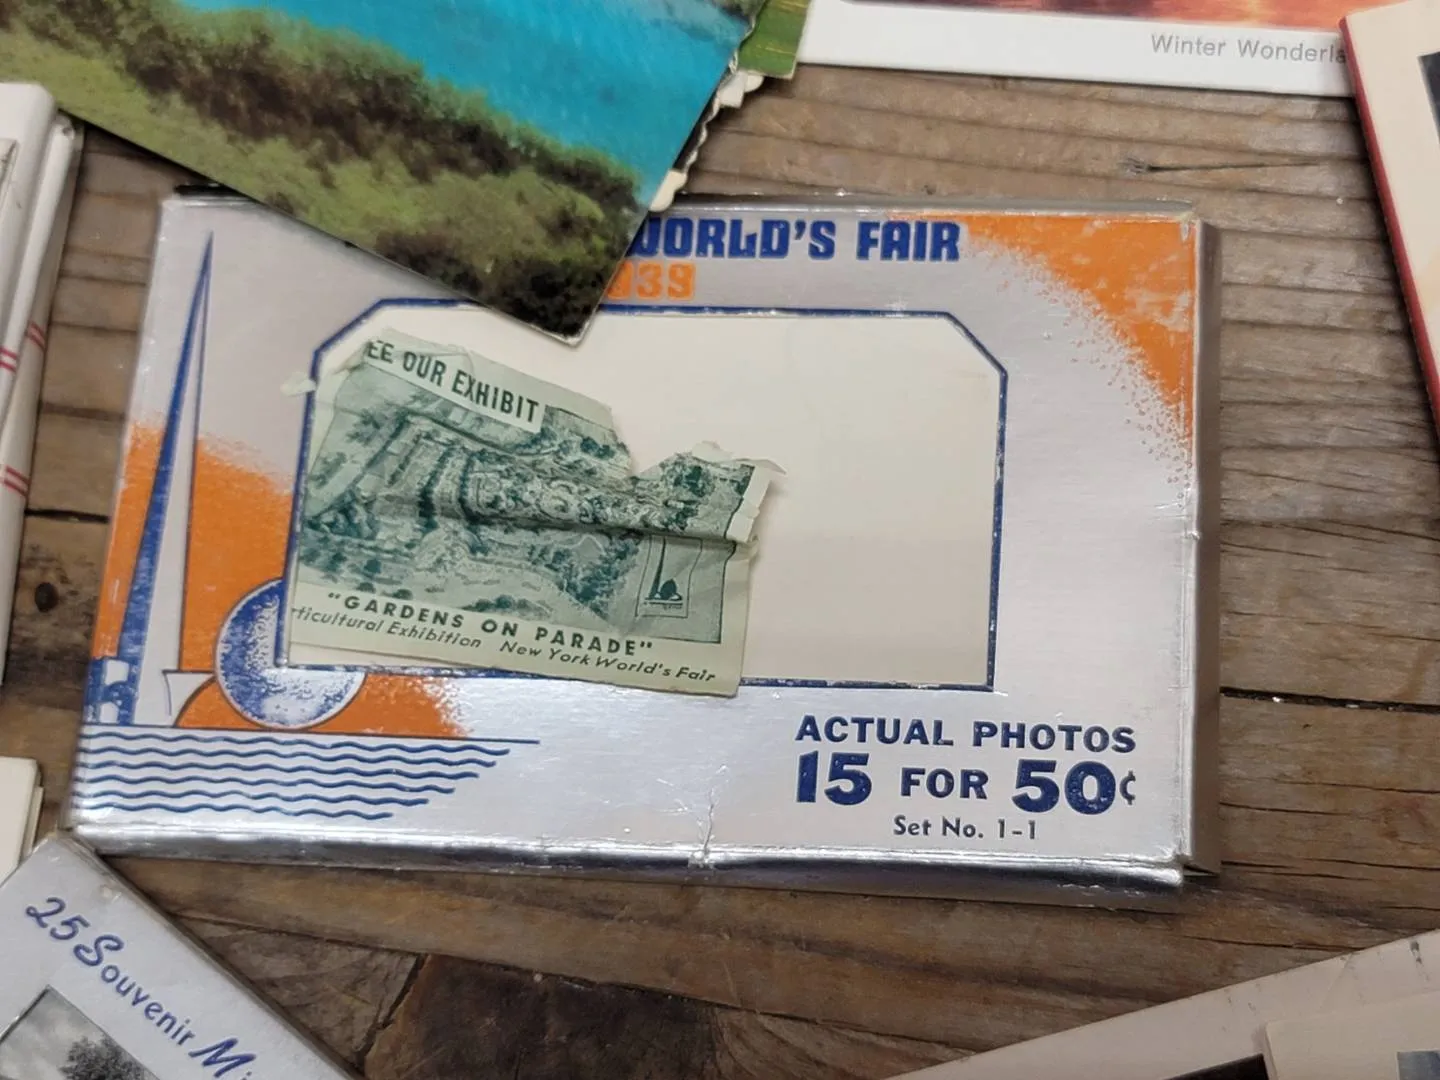 Winter Wonderla
WORLD'S FAIR
939
EE OUR EXHIBIT
"GARDENS ON PARADE"
rticultural Exhibition New York World's Fair
ACTUAL PHOTOS
15 FOR 50¢
Set No. 1-1
25 Souvenir Mi